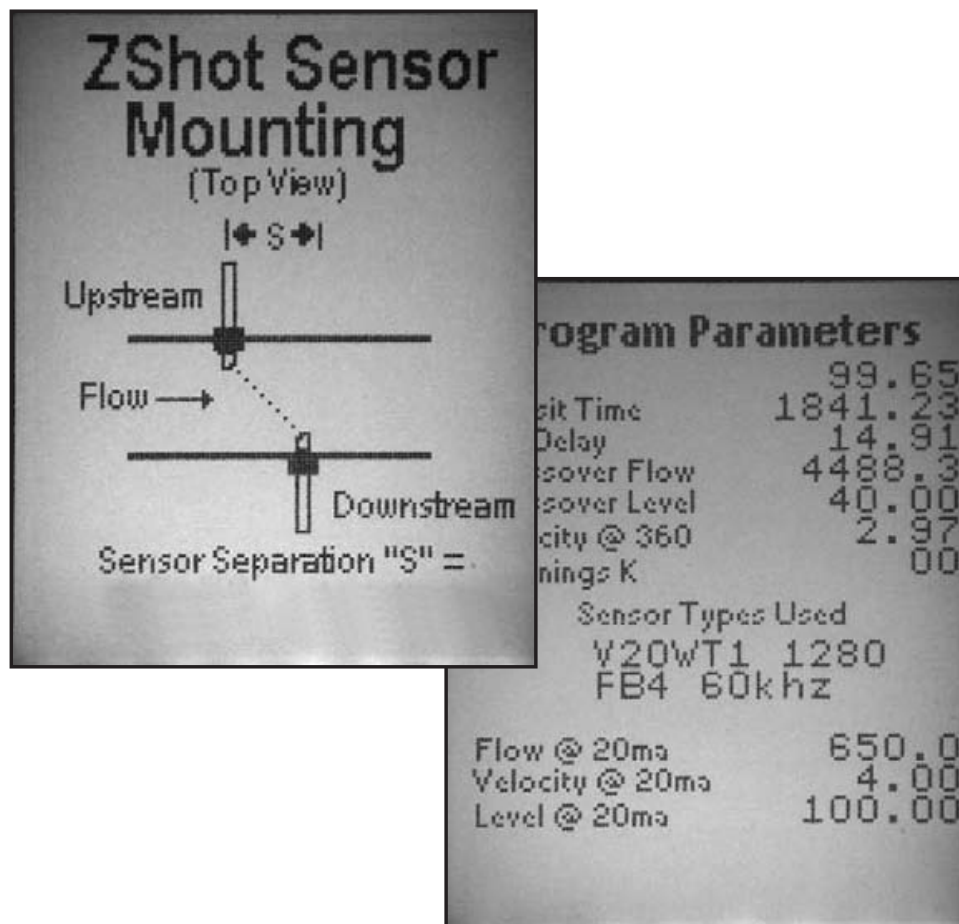 ZShot Sensor
Mounting
(Top View)
S
Upstream
Flow
Downstream
Sensor Separation "S" =
rogram Parameters
99.65
sit Time 1841.23
Delay 14.91
sover Flow 4488.3
sover Level 40.00
city @ 360 2.97
nings K 00
Sensor Types Used
V20WT1 1280
FB4 60khz
Flow @ 20ma 650.0
Velocity @ 20ma 4.00
Level @ 20ma 100.00